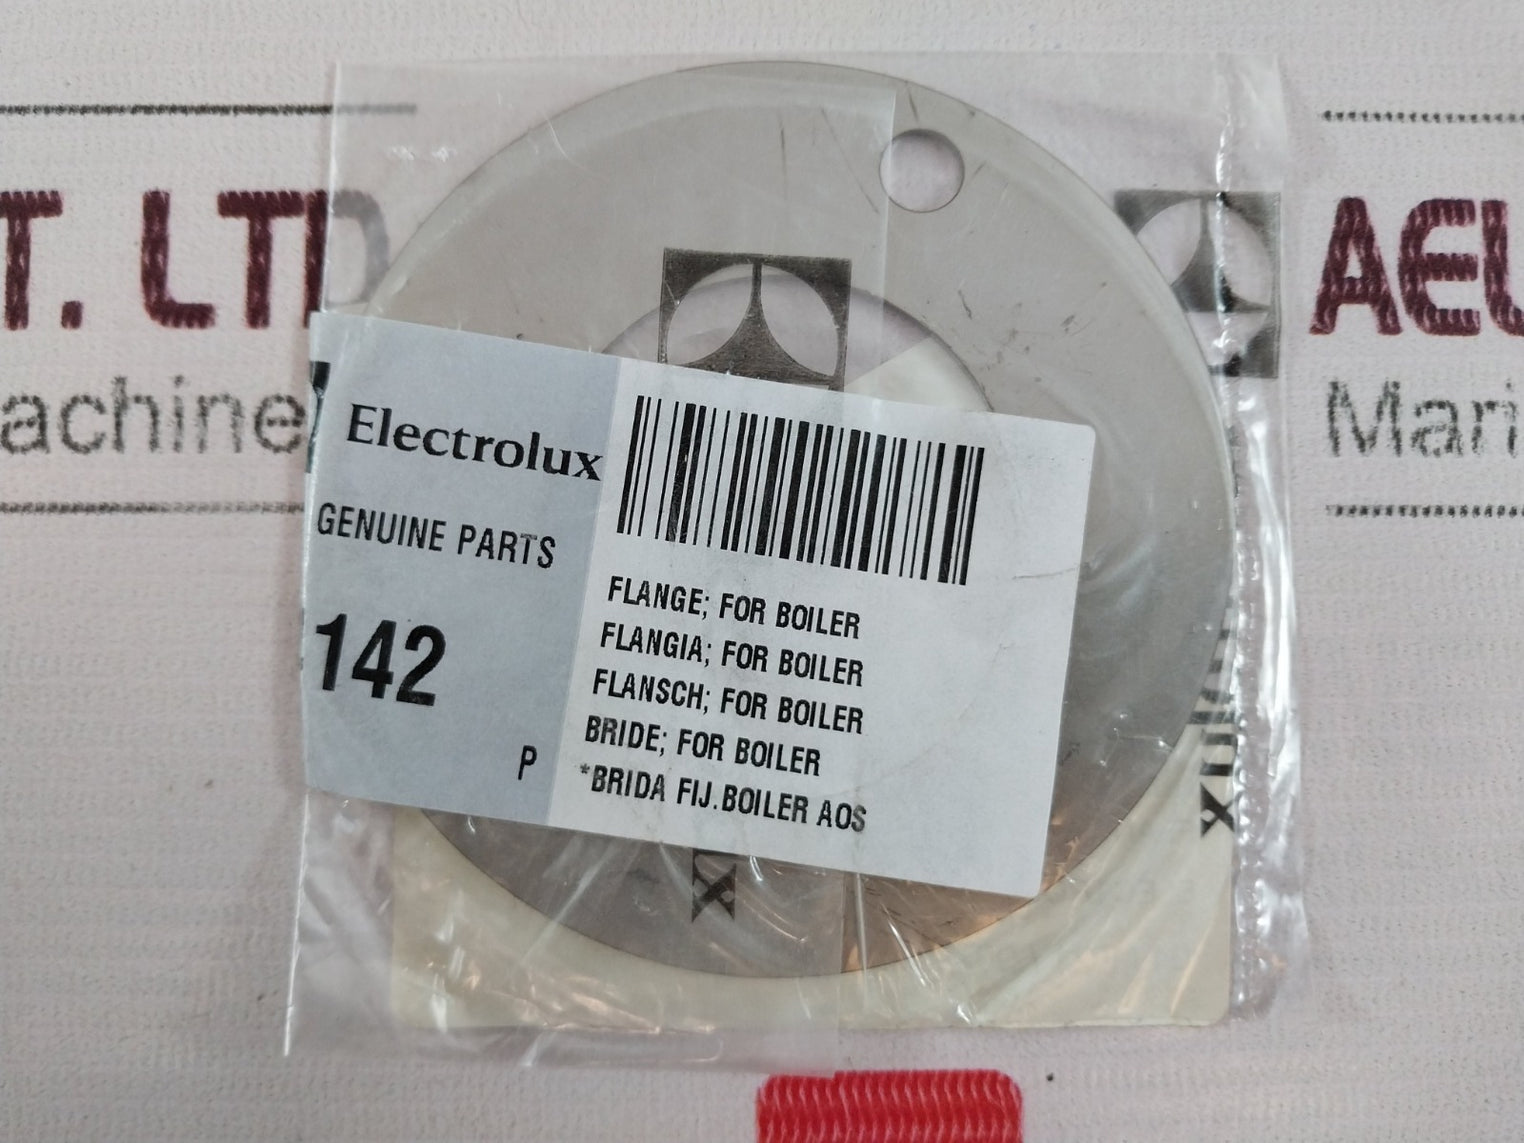 T. LTD
AEU
achine
Mari
Electrolux
GENUINE PARTS
142
P
FLANGE; FOR BOILER
FLANGIA; FOR BOILER
FLANSCH; FOR BOILER
BRIDE; FOR BOILER
*BRIDA FIJ.BOILER AOS